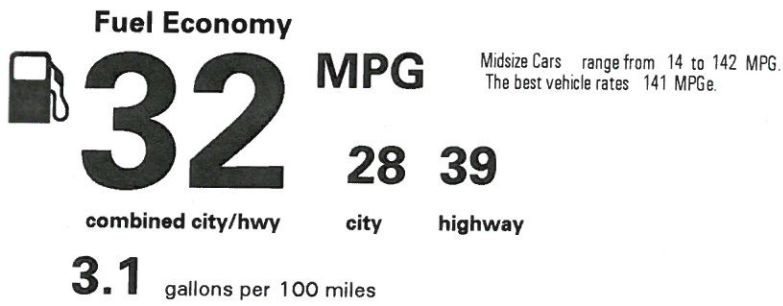 Fuel Economy
32 MPG
Midsize Cars range from 14 to 142 MPG.
The best vehicle rates 141 MPGe.
28 39
combined city/hwy city highway
3.1 gallons per 100 miles